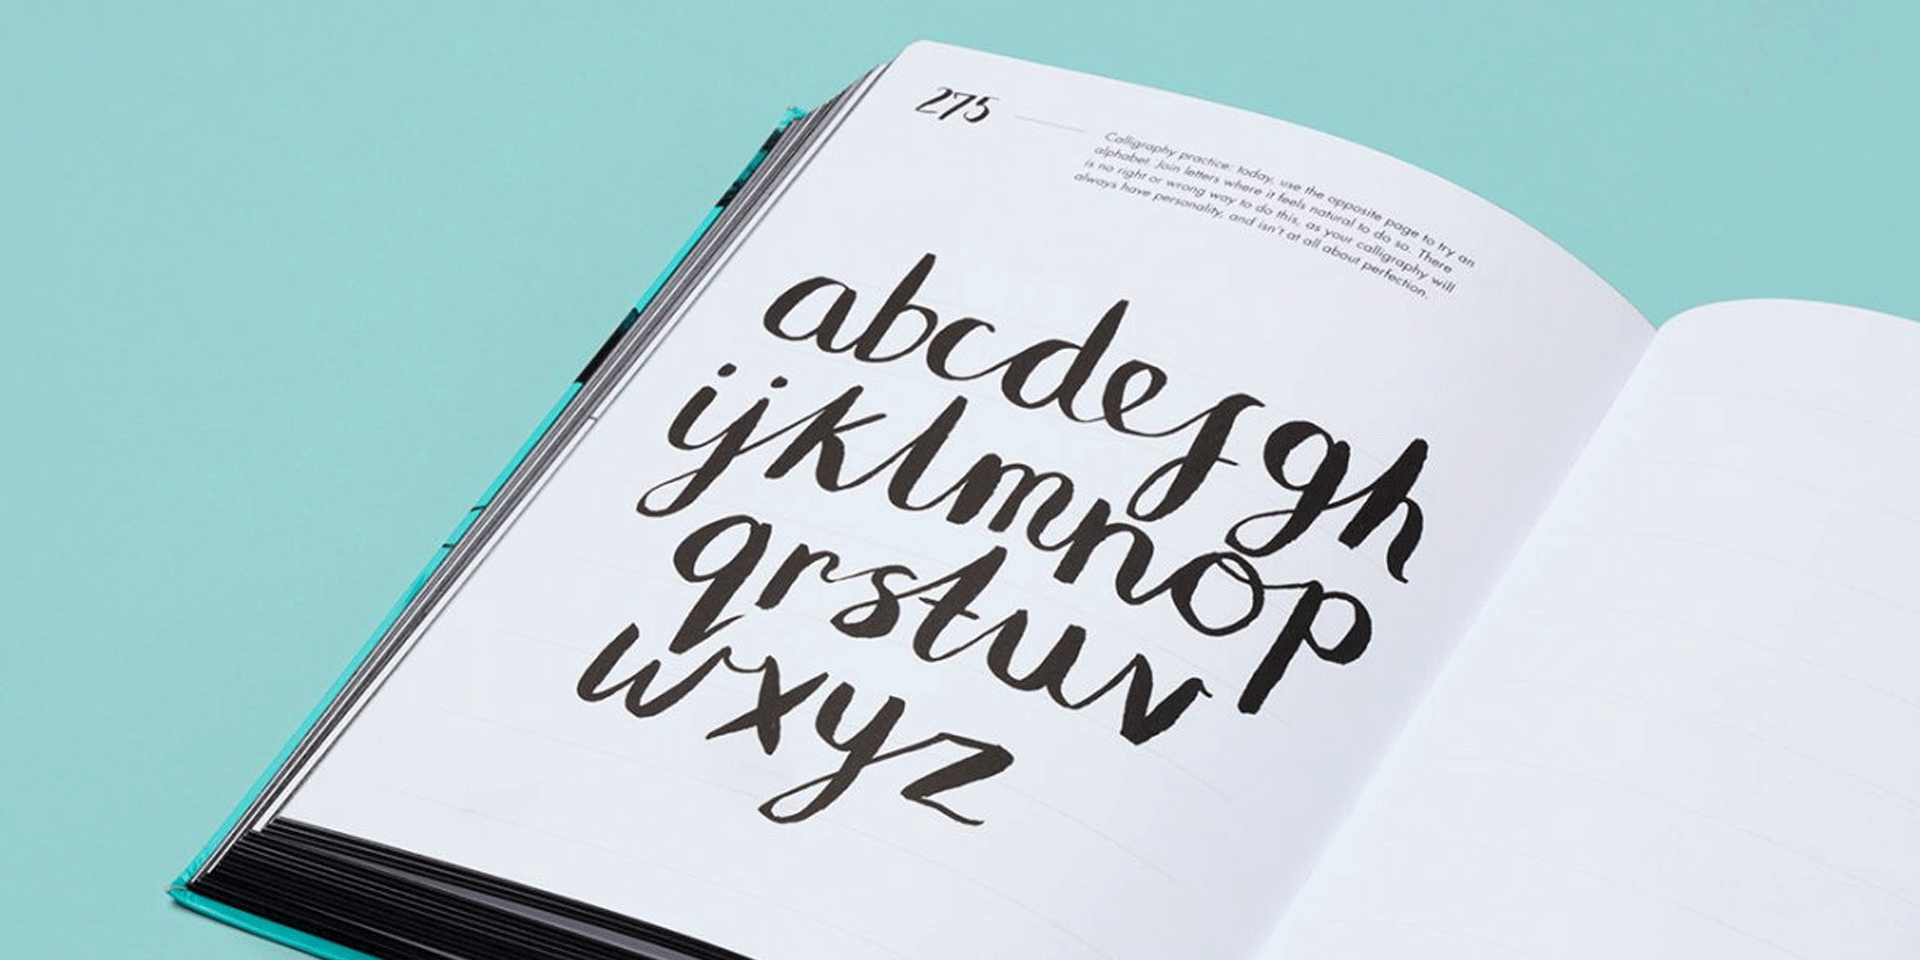 275
Calligraphy practice: today, use the opposite page to try an
alphabet. Join letters where it feels natural to do so. There
is no right or wrong way to do this, as your calligraphy will
always have personality, and isn't at all about perfection.
abcdefgh
ijklmnop
qrstuv
wxyz